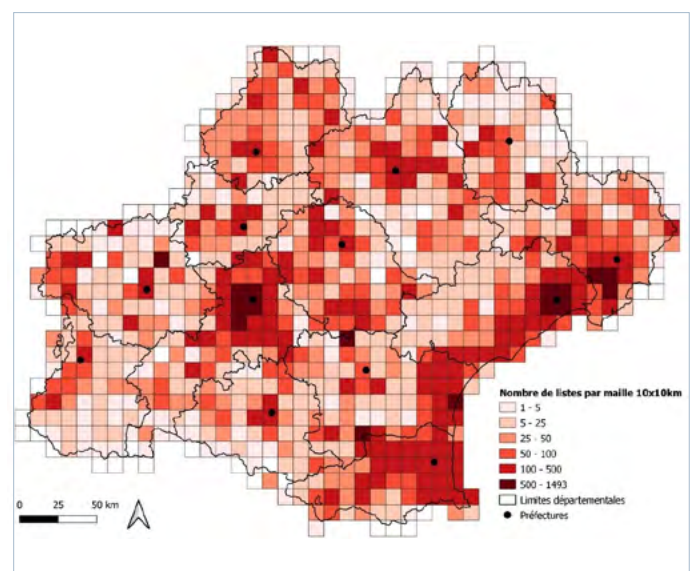 Nombre de listes par maille 10x10km
1 - 5
5 - 25
25 - 50
50 - 100
100 - 500
500 - 1493
Limites départementales
Préfectures
0 25 50 km